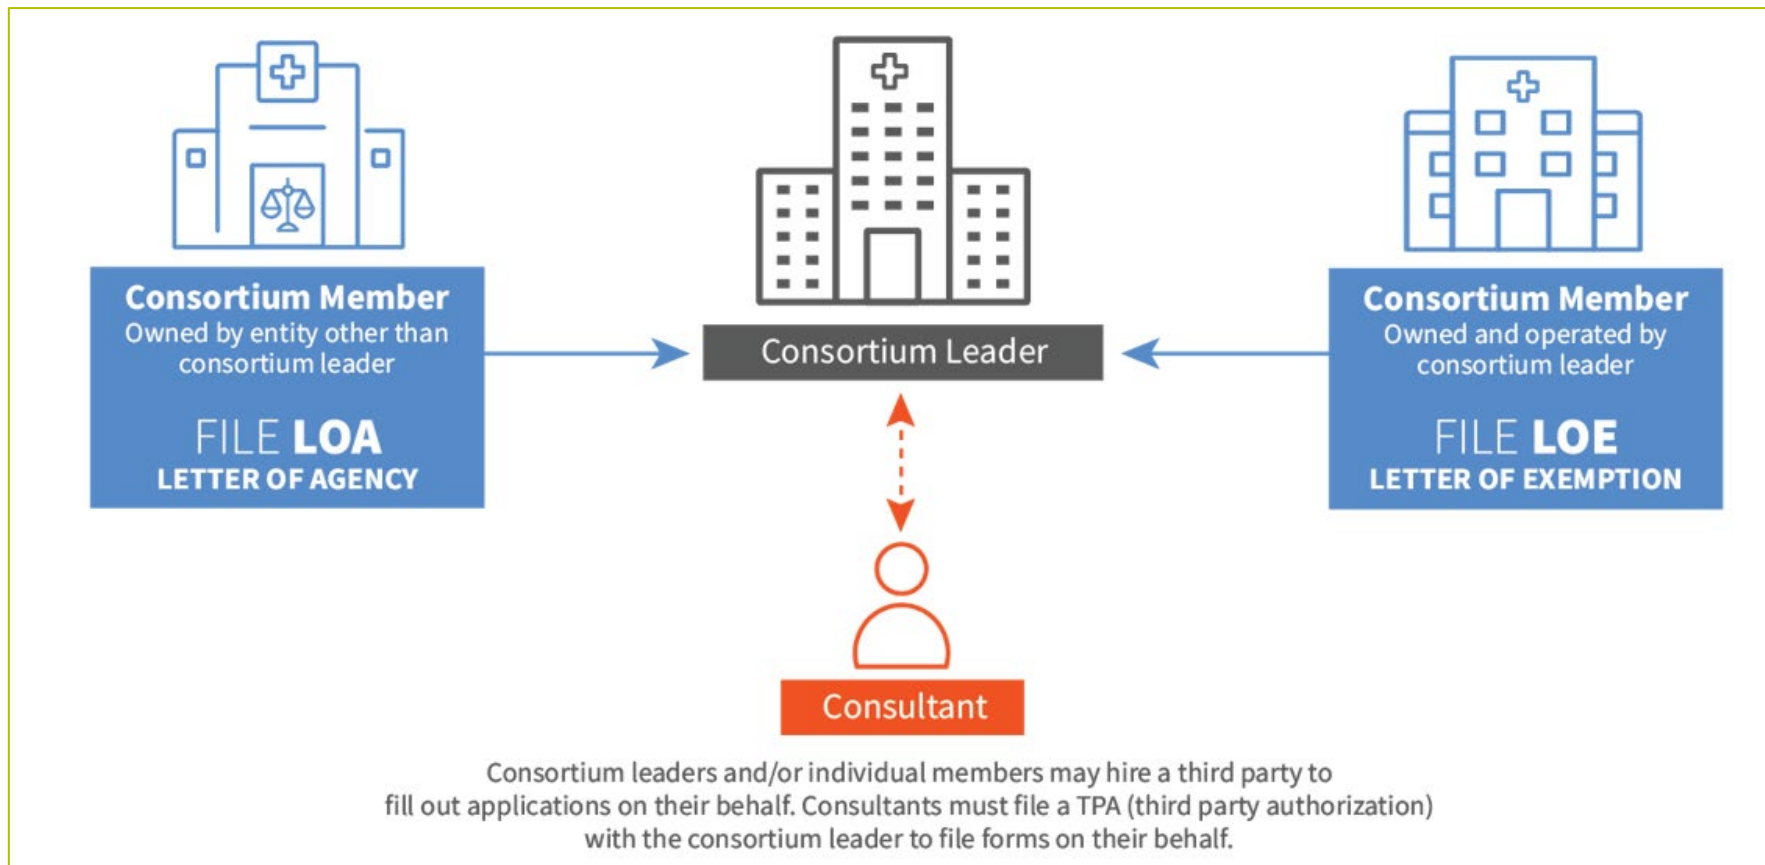 Consortium Member
Owned by entity other than
consortium leader
FILE LOA
LETTER OF AGENCY
Consortium Leader
Consortium Member
Owned and operated by
consortium leader
FILE LOE
LETTER OF EXEMPTION
Consultant
Consortium leaders and/or individual members may hire a third party to
fill out applications on their behalf. Consultants must file a TPA (third party authorization)
with the consortium leader to file forms on their behalf.